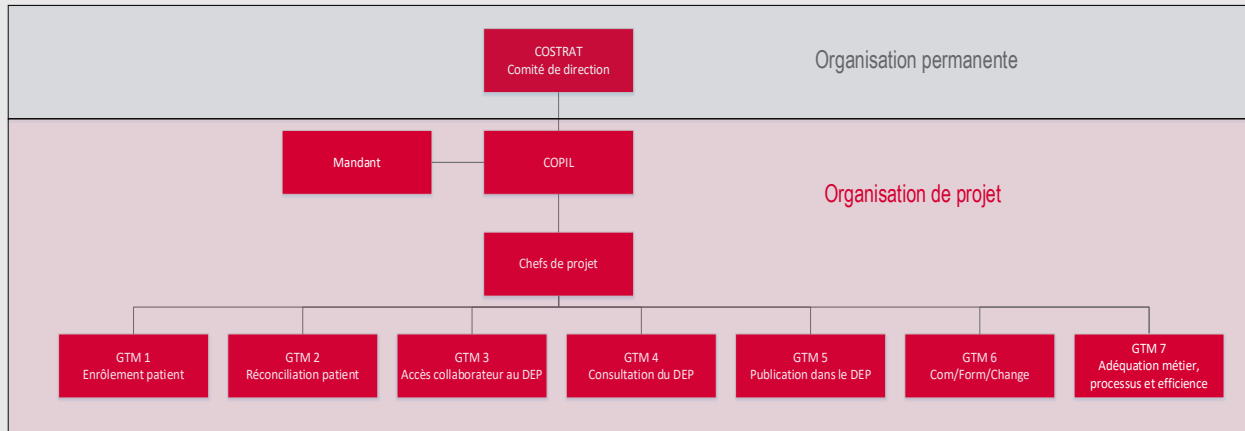 COSTRAT
Comité de direction
Organisation permanente
Mandant
COPIL
Organisation de projet
Chefs de projet
GTM 1
Enrôlement patient
GTM 2
Réconciliation patient
GTM 3
Accès collaborateur au DEP
GTM 4
Consultation du DEP
GTM 5
Publication dans le DEP
GTM 6
Com/Form/Change
GTM 7
Adéquation métier,
processus et efficience